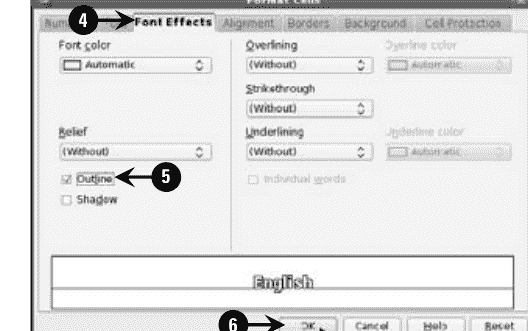 Format Cells
4 Font Effects Alignment Borders Background Cell Protection
Font color Overlining Overline color
Automatic (Without) Automatic
Strikethrough
(Without)
Relief Underlining Underline color
(Without) (Without) Automatic
Outline 5 Individual words
Shadow
English
6 OK Cancel Help Reset